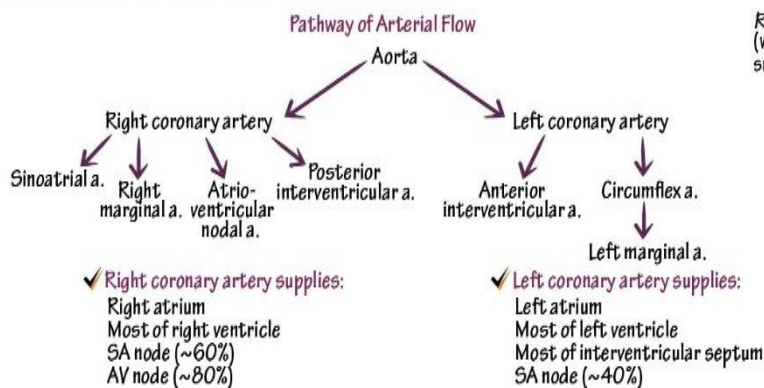 Pathway of Arterial Flow
Aorta
Right coronary artery
Left coronary artery
Sinoatrial a.
Right
marginal a.
Atrio-
ventricular
nodal a.
Posterior
interventricular a.
Anterior
interventricular a.
Circumflex a.
Left marginal a.
Right coronary artery supplies:
Right atrium
Most of right ventricle
SA node (~60%)
AV node (~80%)
Left coronary artery supplies:
Left atrium
Most of left ventricle
Most of interventricular septum
SA node (~40%)